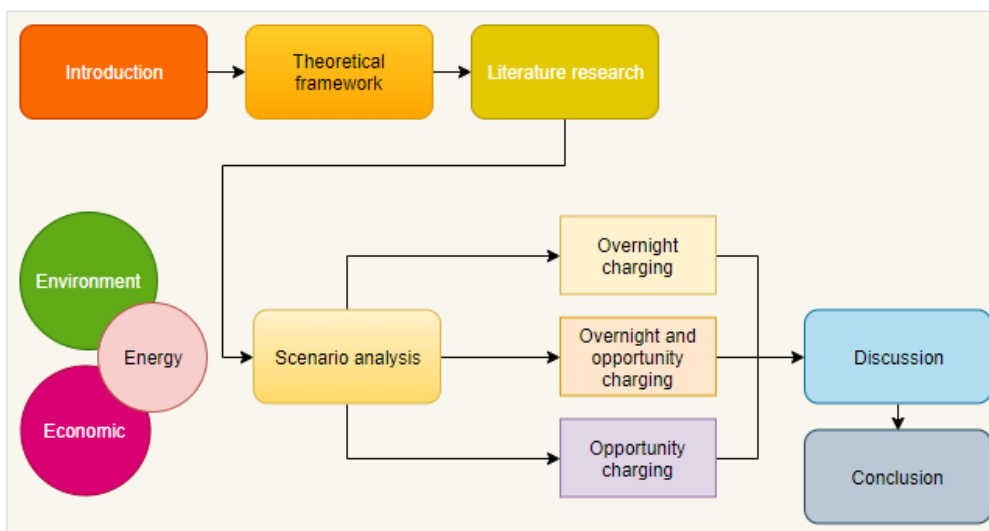 Introduction
Theoretical
framework
Literature research
Environment
Energy
Economic
Scenario analysis
Overnight
charging
Overnight and
opportunity
charging
Opportunity
charging
Discussion
Conclusion